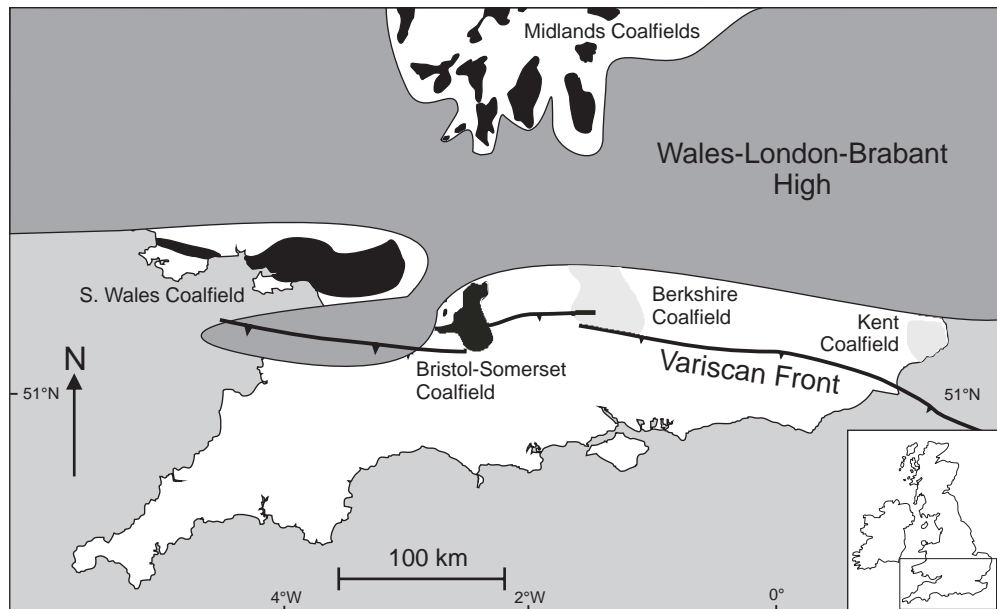 Midlands Coalfields
Wales-London-Brabant
High
S. Wales Coalfield
Berkshire
Coalfield
Kent
Coalfield
Bristol-Somerset
Coalfield
Variscan Front
N
51°N
51°N
100 km
4°W
2°W
0°